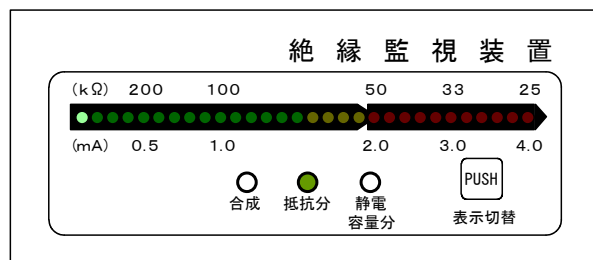 絶縁監視装置
(kΩ) 200 100 50 33 25
(mA) 0.5 1.0 2.0 3.0 4.0
合成 抵抗分 静電容量分
PUSH
表示切替